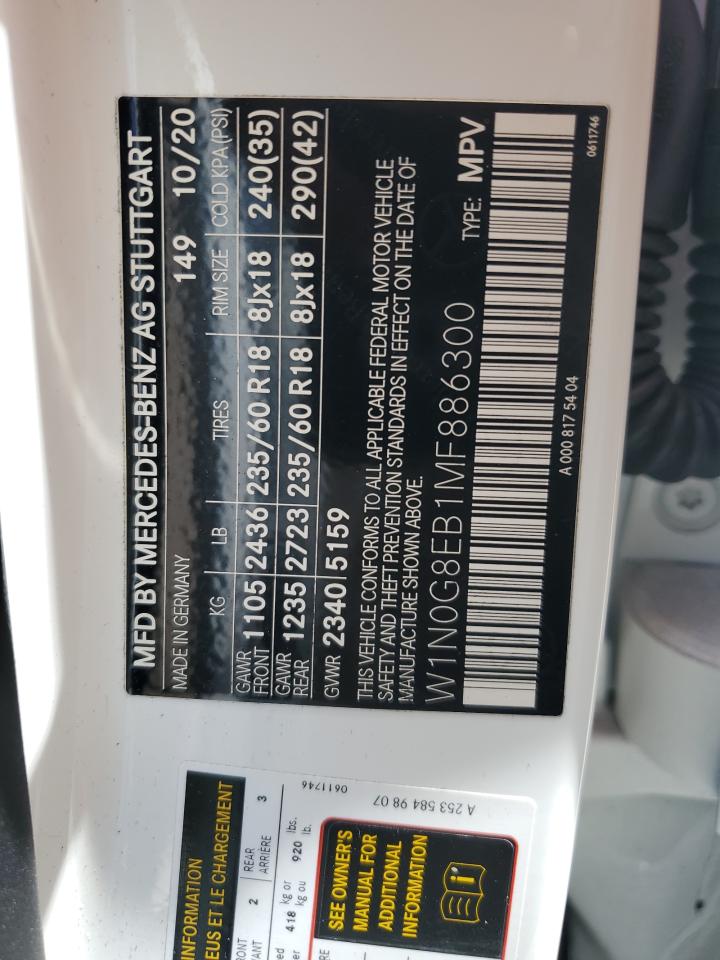 MFD BY MERCEDES-BENZ AG STUTTGART
MADE IN GERMANY 149 10/20
KG LB TIRES RIM SIZE COLD KPA(PSI)
GAWR FRONT 1105 2436 235/60 R18 8Jx18 240(35)
GAWR REAR 1235 2723 235/60 R18 8Jx18 290(42)
GVWR 2340 5159
THIS VEHICLE CONFORMS TO ALL APPLICABLE FEDERAL MOTOR VEHICLE
SAFETY AND THEFT PREVENTION STANDARDS IN EFFECT ON THE DATE OF
MANUFACTURE SHOWN ABOVE.
W1N0G8EB1MF886300 TYPE: MPV
A 000 817 54 04
0611746
INFORMATION
EUS ET LE CHARGEMENT
RONT 2 REAR 3
VANT ARRIÈRE
418 kg or 920 lbs.
kg ou lb.
SEE OWNER'S
MANUAL FOR
ADDITIONAL
INFORMATION
0611746
A 253 584 98 07